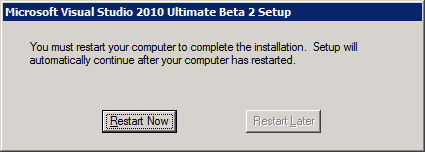 Microsoft Visual Studio 2010 Ultimate Beta 2 Setup
You must restart your computer to complete the installation.  Setup will
automatically continue after your computer has restarted.
Restart Now
Restart Later